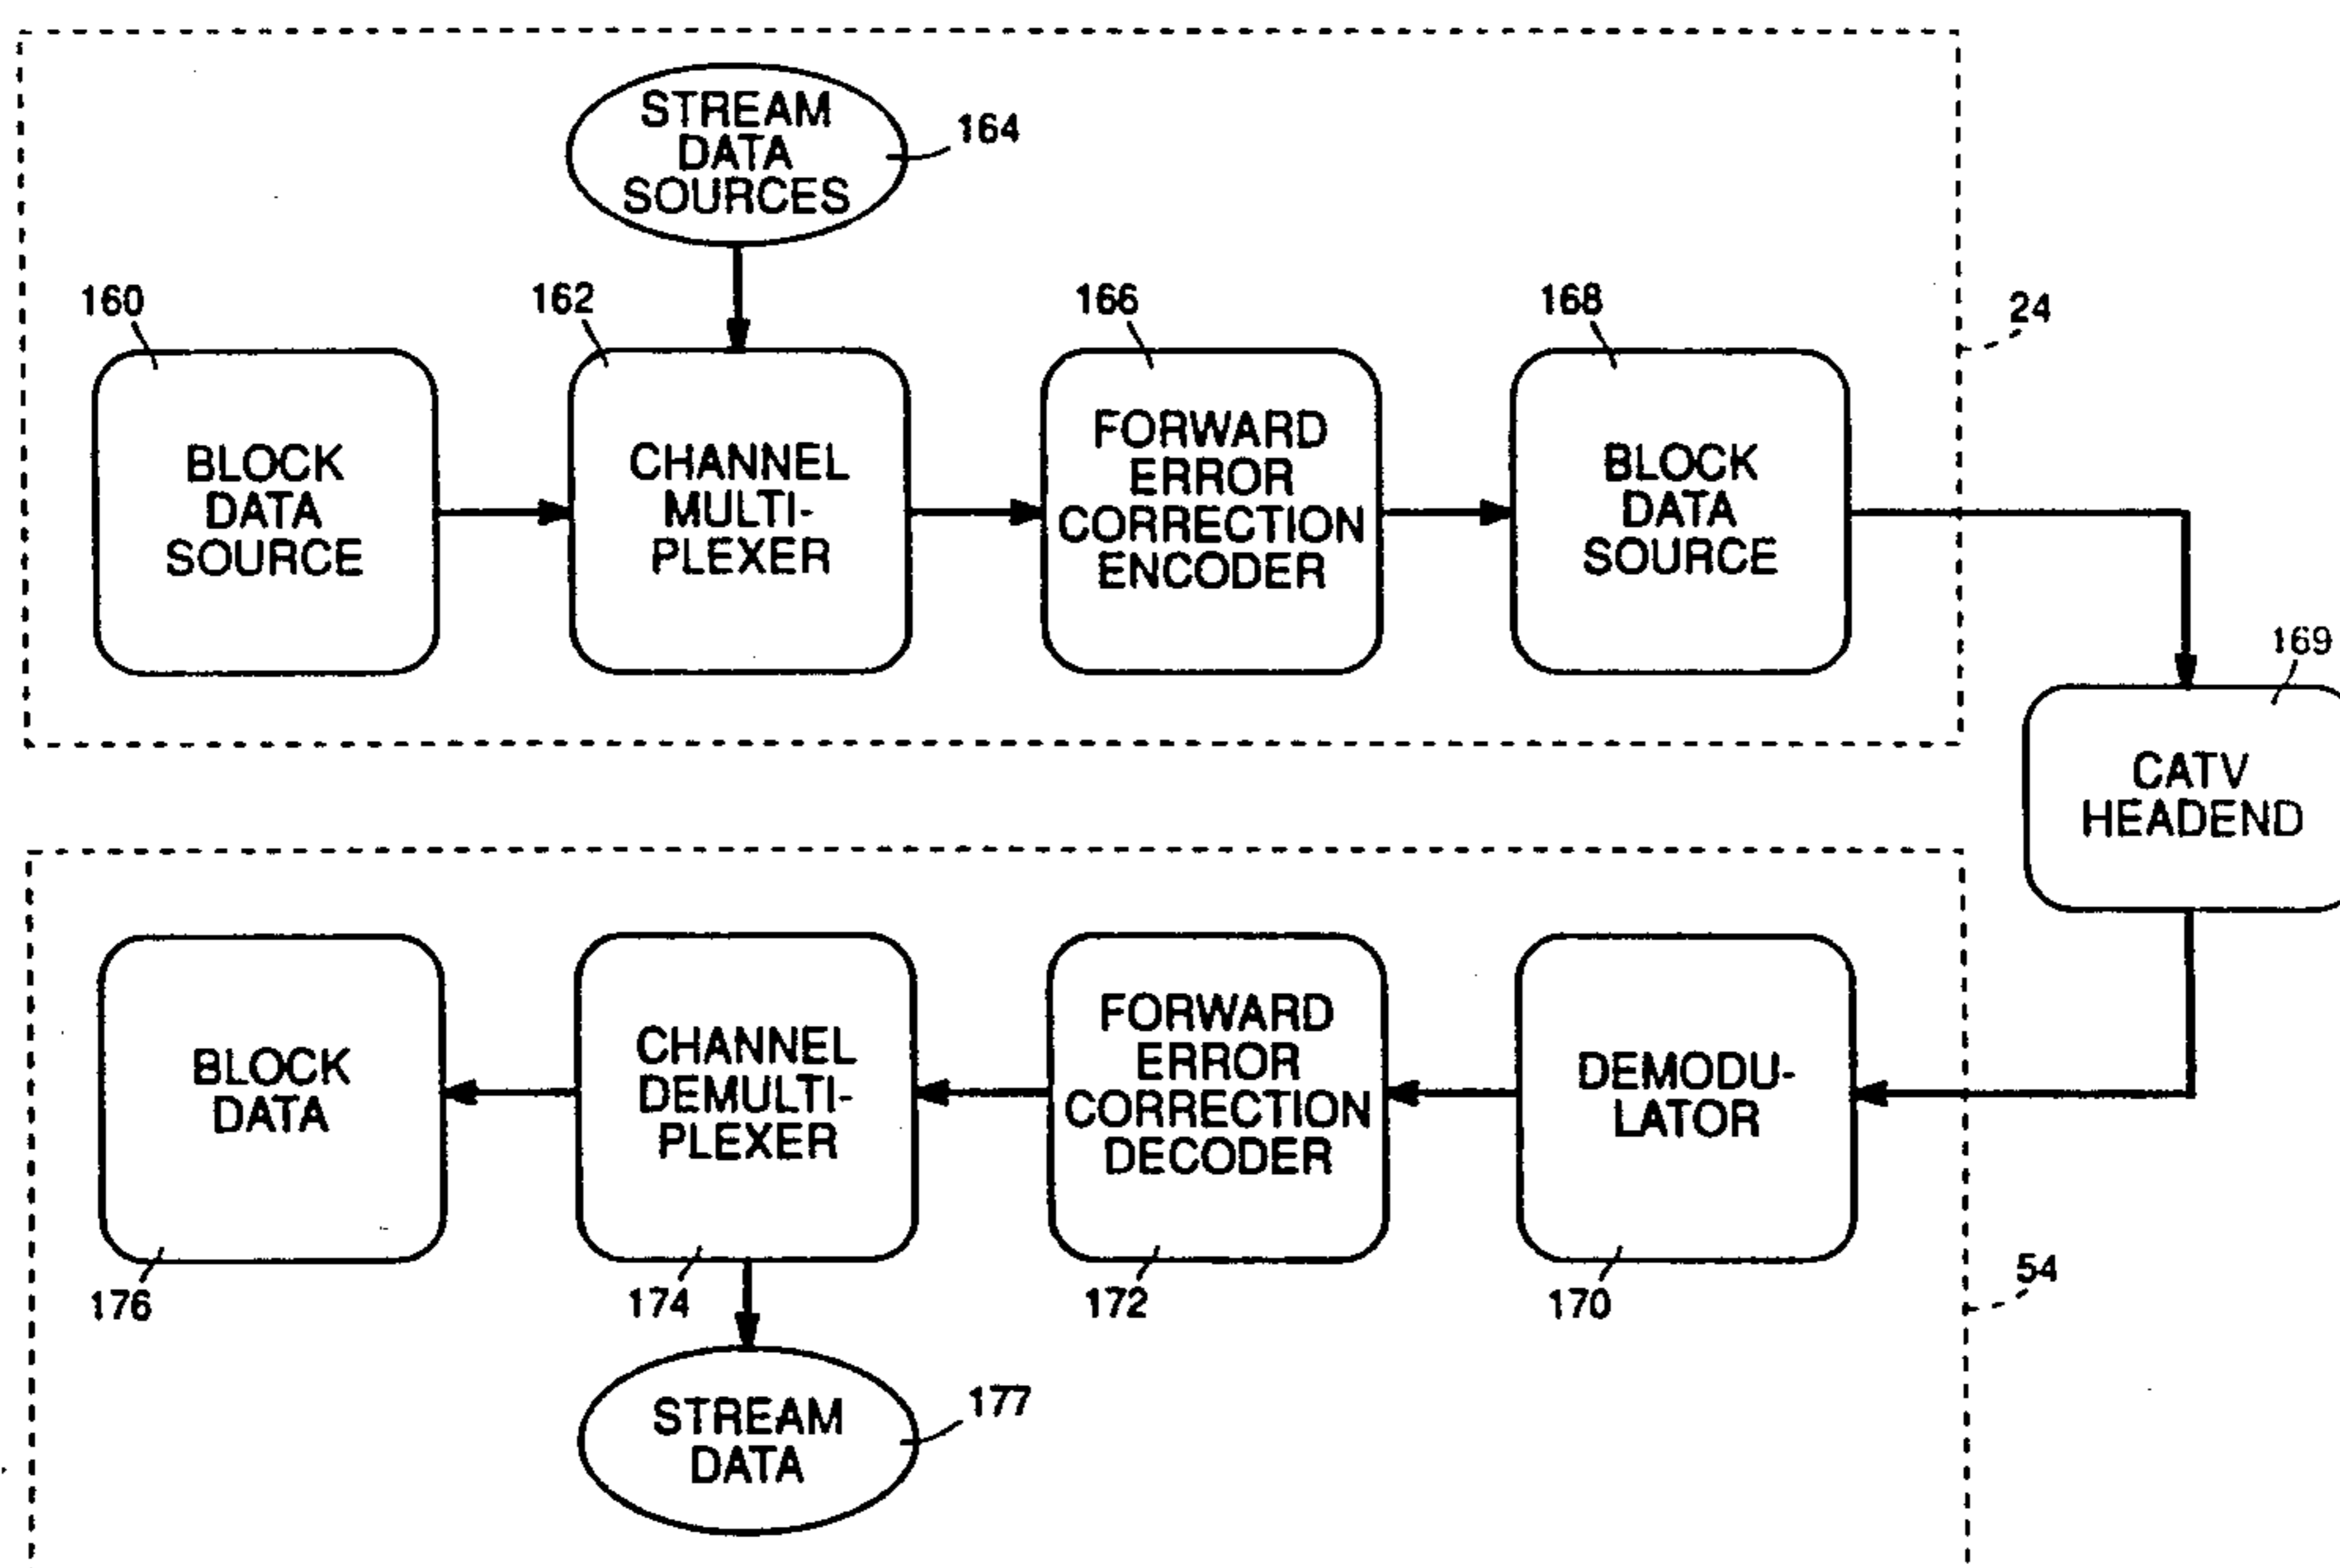 STREAM
DATA
SOURCES
164
160
162
166
168
24
BLOCK
DATA
SOURCE
CHANNEL
MULTI-
PLEXER
FORWARD
ERROR
CORRECTION
ENCODER
BLOCK
DATA
SOURCE
169
CATV
HEADEND
BLOCK
DATA
CHANNEL
DEMULTI-
PLEXER
FORWARD
ERROR
CORRECTION
DECODER
DEMODU-
LATOR
176
174
172
170
54
STREAM
DATA
177